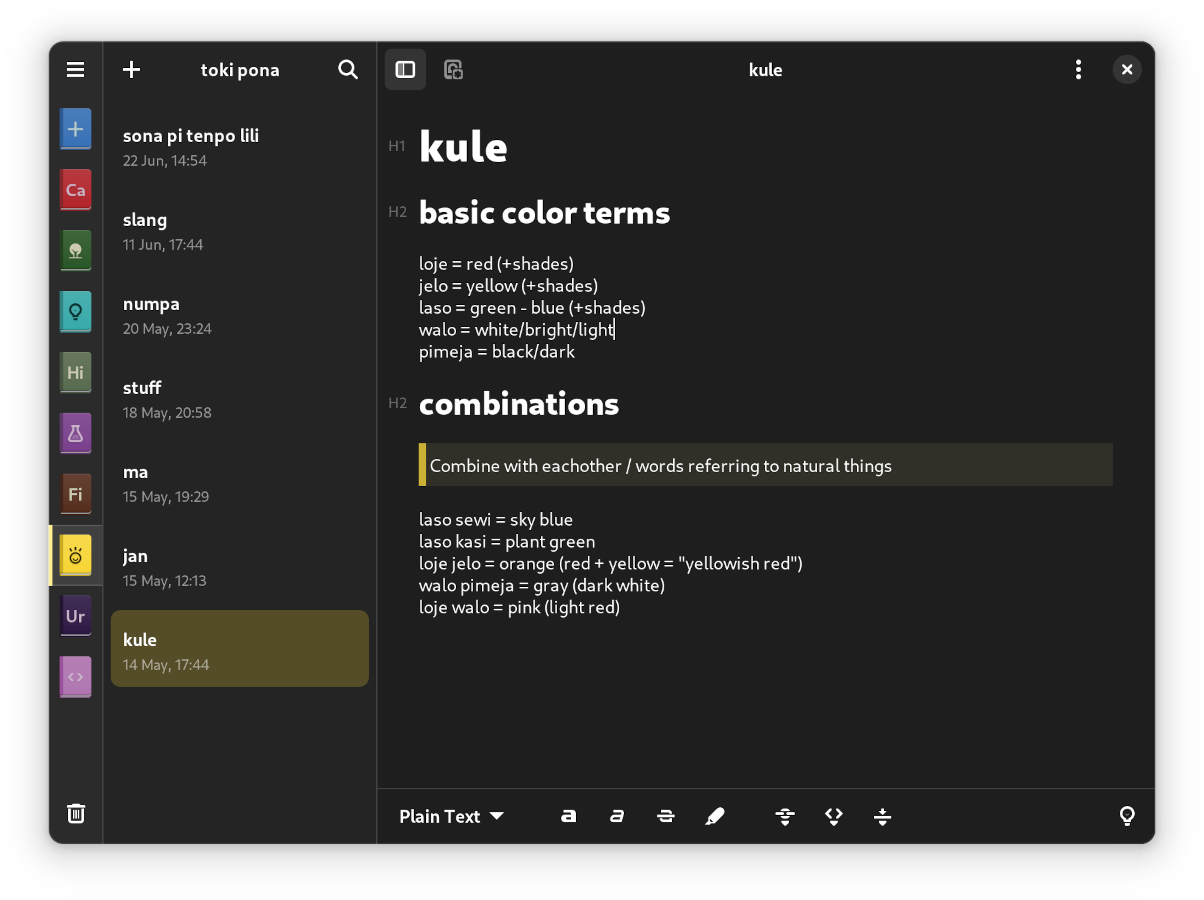 toki pona
kule
Ca
Hi
Fi
Ur
sona pi tenpo lili
22 Jun, 14:54
slang
11 Jun, 17:44
numpa
20 May, 23:24
stuff
18 May, 20:58
ma
15 May, 19:29
jan
15 May, 12:13
kule
14 May, 17:44
H1 kule
H2 basic color terms
loje = red (+shades)
jelo = yellow (+shades)
laso = green - blue (+shades)
walo = white/bright/light
pimeja = black/dark
H2 combinations
Combine with eachother / words referring to natural things
laso sewi = sky blue
laso kasi = plant green
loje jelo = orange (red + yellow = "yellowish red")
walo pimeja = gray (dark white)
loje walo = pink (light red)
Plain Text
a
a